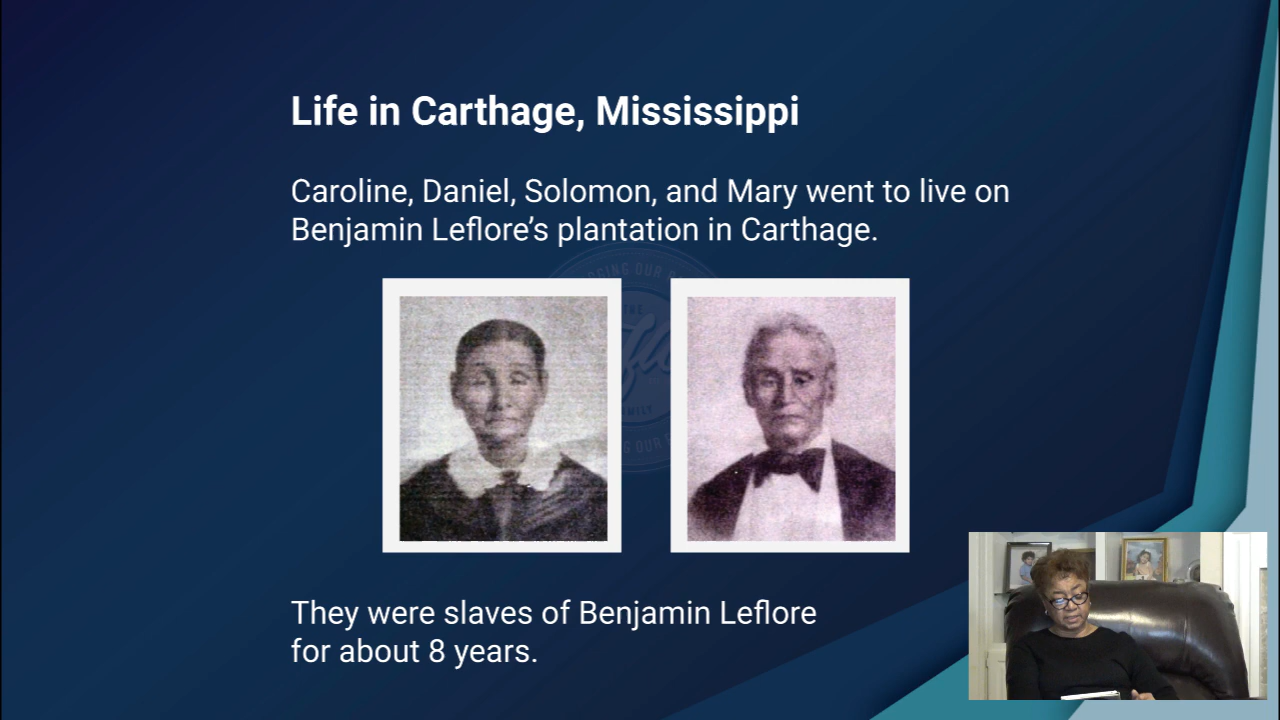 Life in Carthage, Mississippi
Caroline, Daniel, Solomon, and Mary went to live on
Benjamin Leflore’s plantation in Carthage.
THE
They were slaves of Benjamin Leflore
for about 8 years.